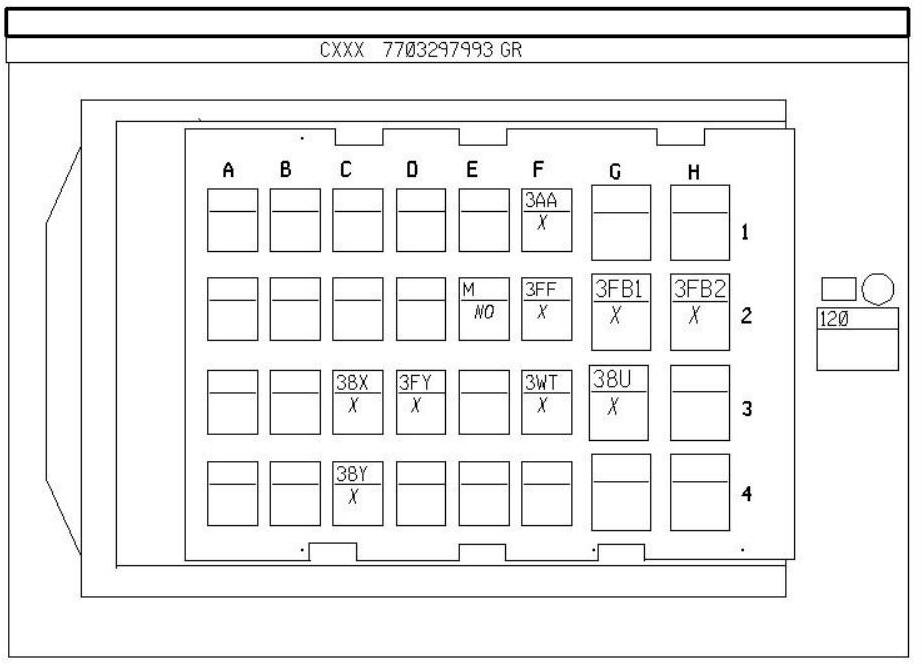 CXXX 7703297993 GR
A B C D E F G H
3AA
X
1
M 3FF 3FB1 3FB2
NO X X X
2
120
38X 3FY 3WT 38U
X X X X
3
38Y
X
4